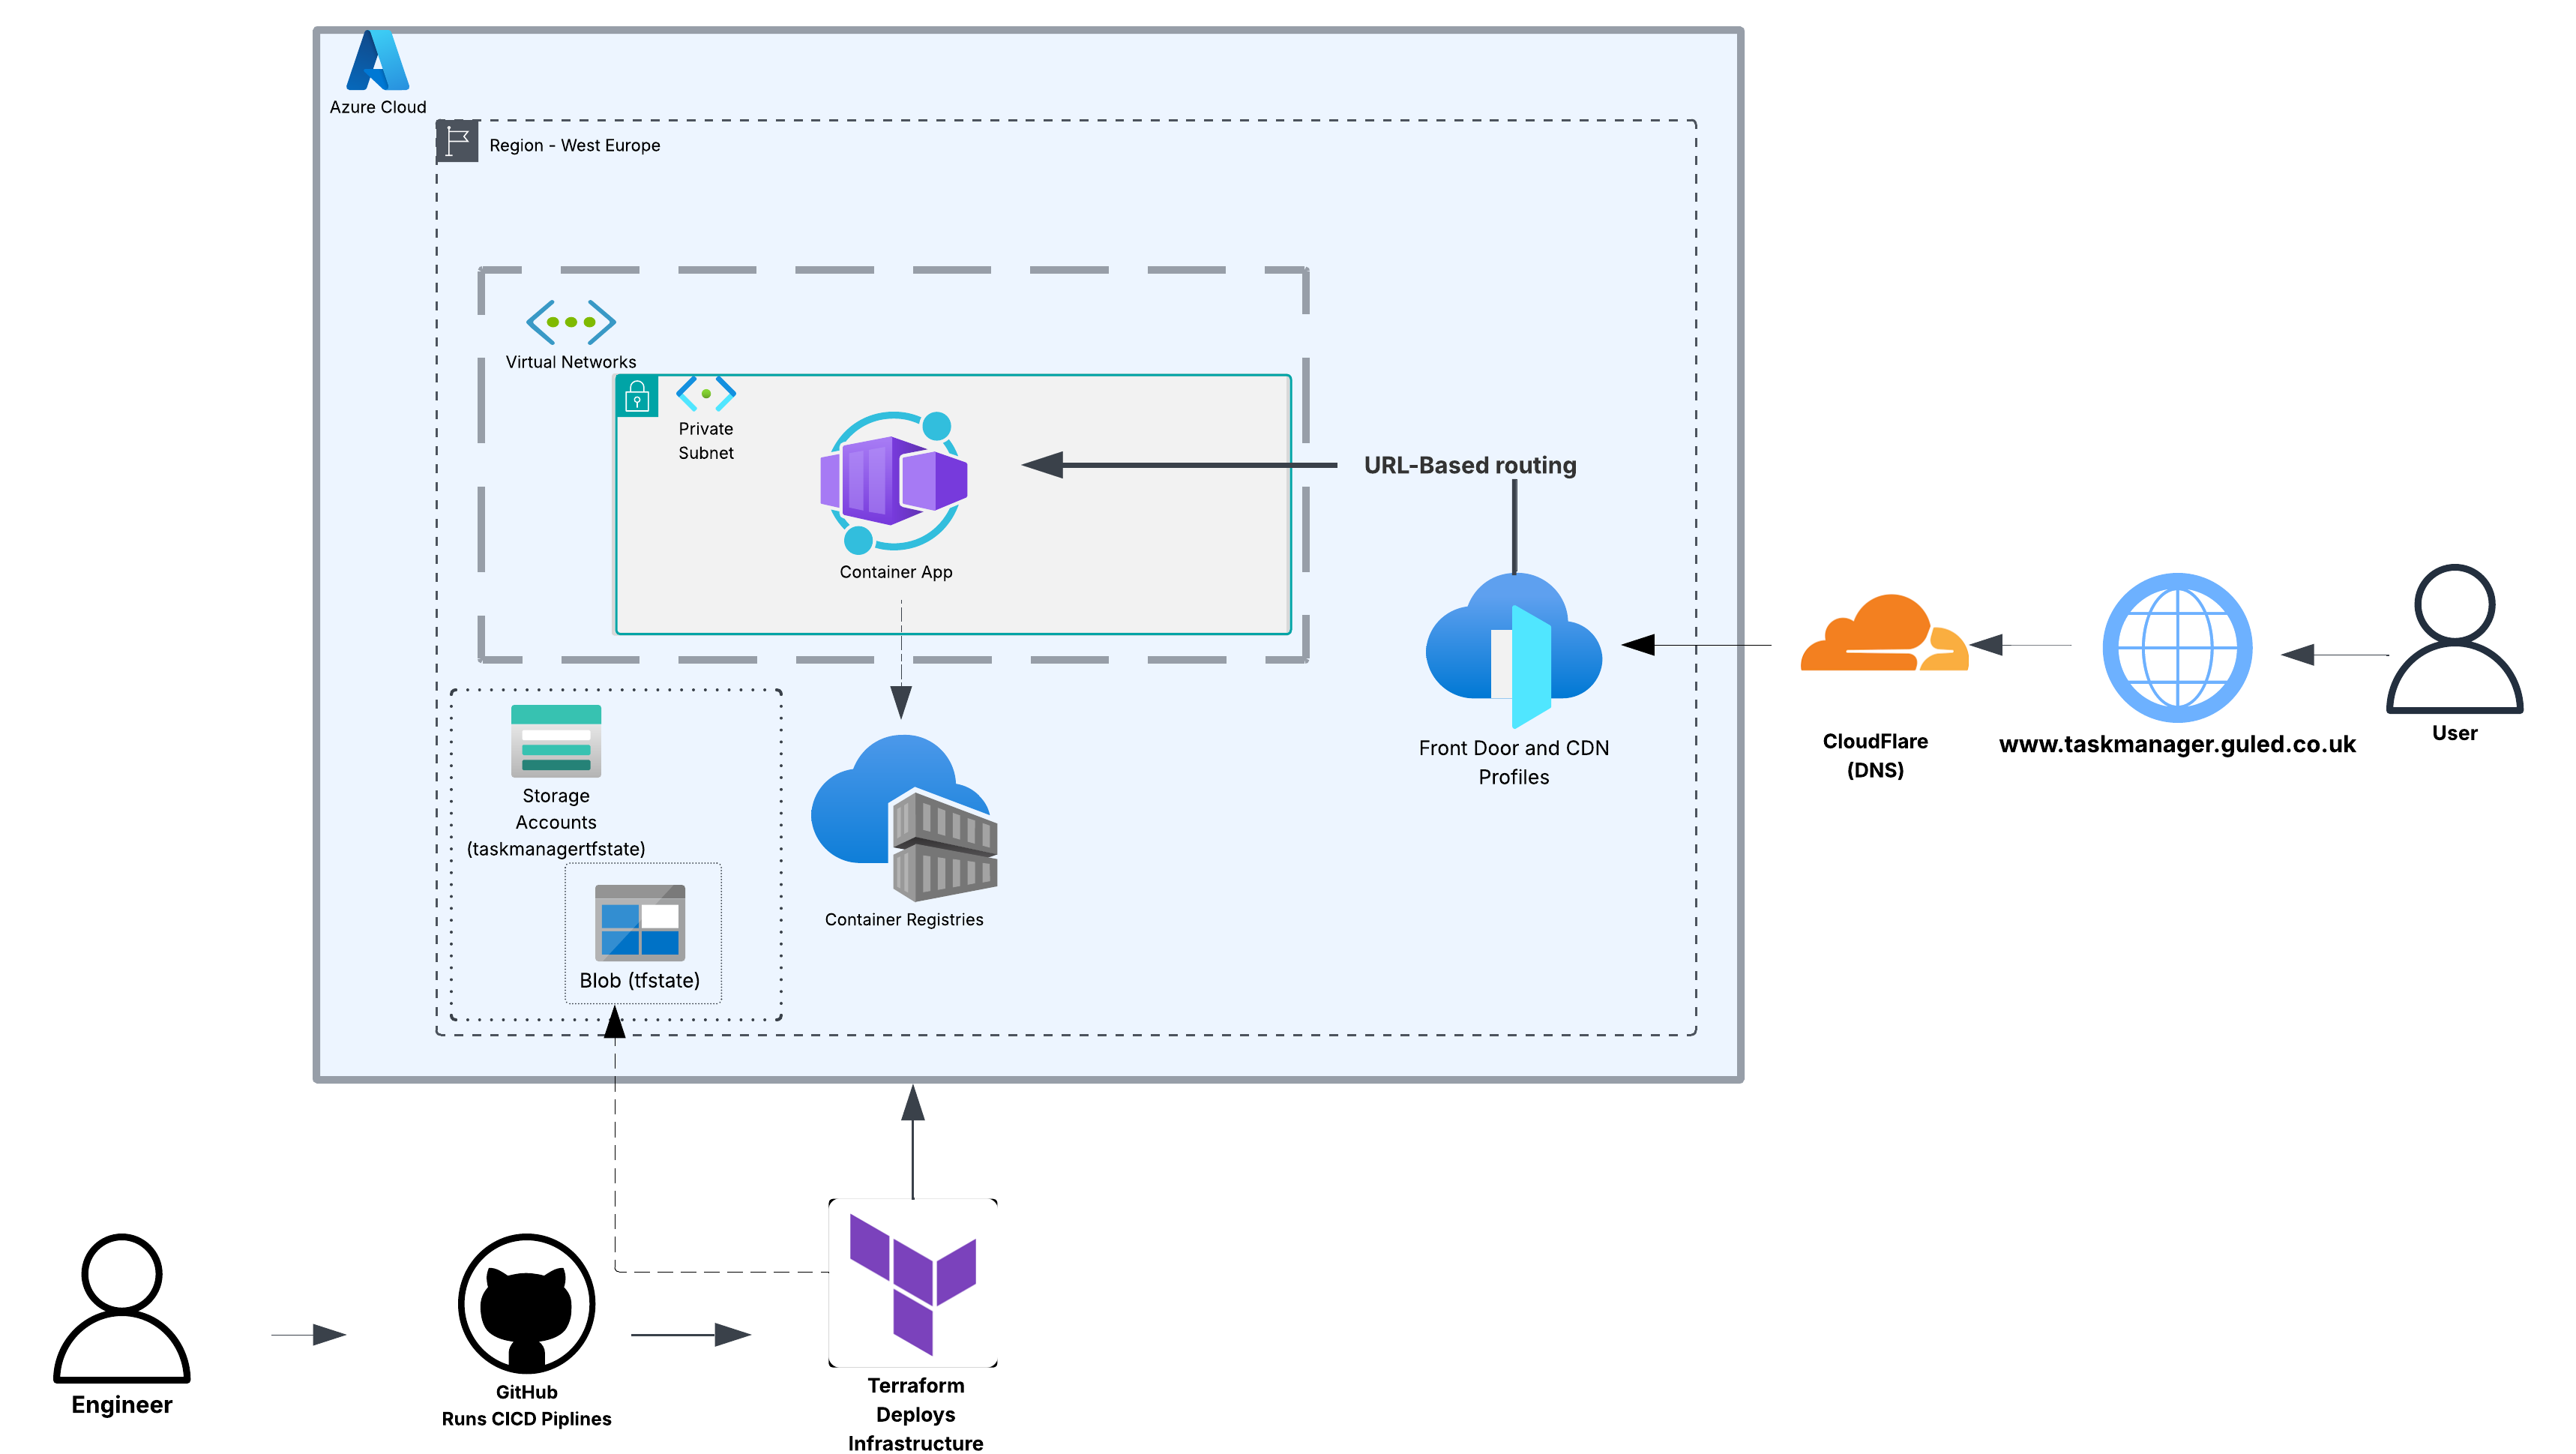 Azure Cloud
Region - West Europe
Virtual Networks
Private
Subnet
Container App
URL-Based routing
Storage
Accounts
(taskmanagertfstate)
Blob (tfstate)
Container Registries
Front Door and CDN
Profiles
CloudFlare
(DNS)
www.taskmanager.guled.co.uk
User
Engineer
GitHub
Runs CICD Piplines
Terraform
Deploys
Infrastructure